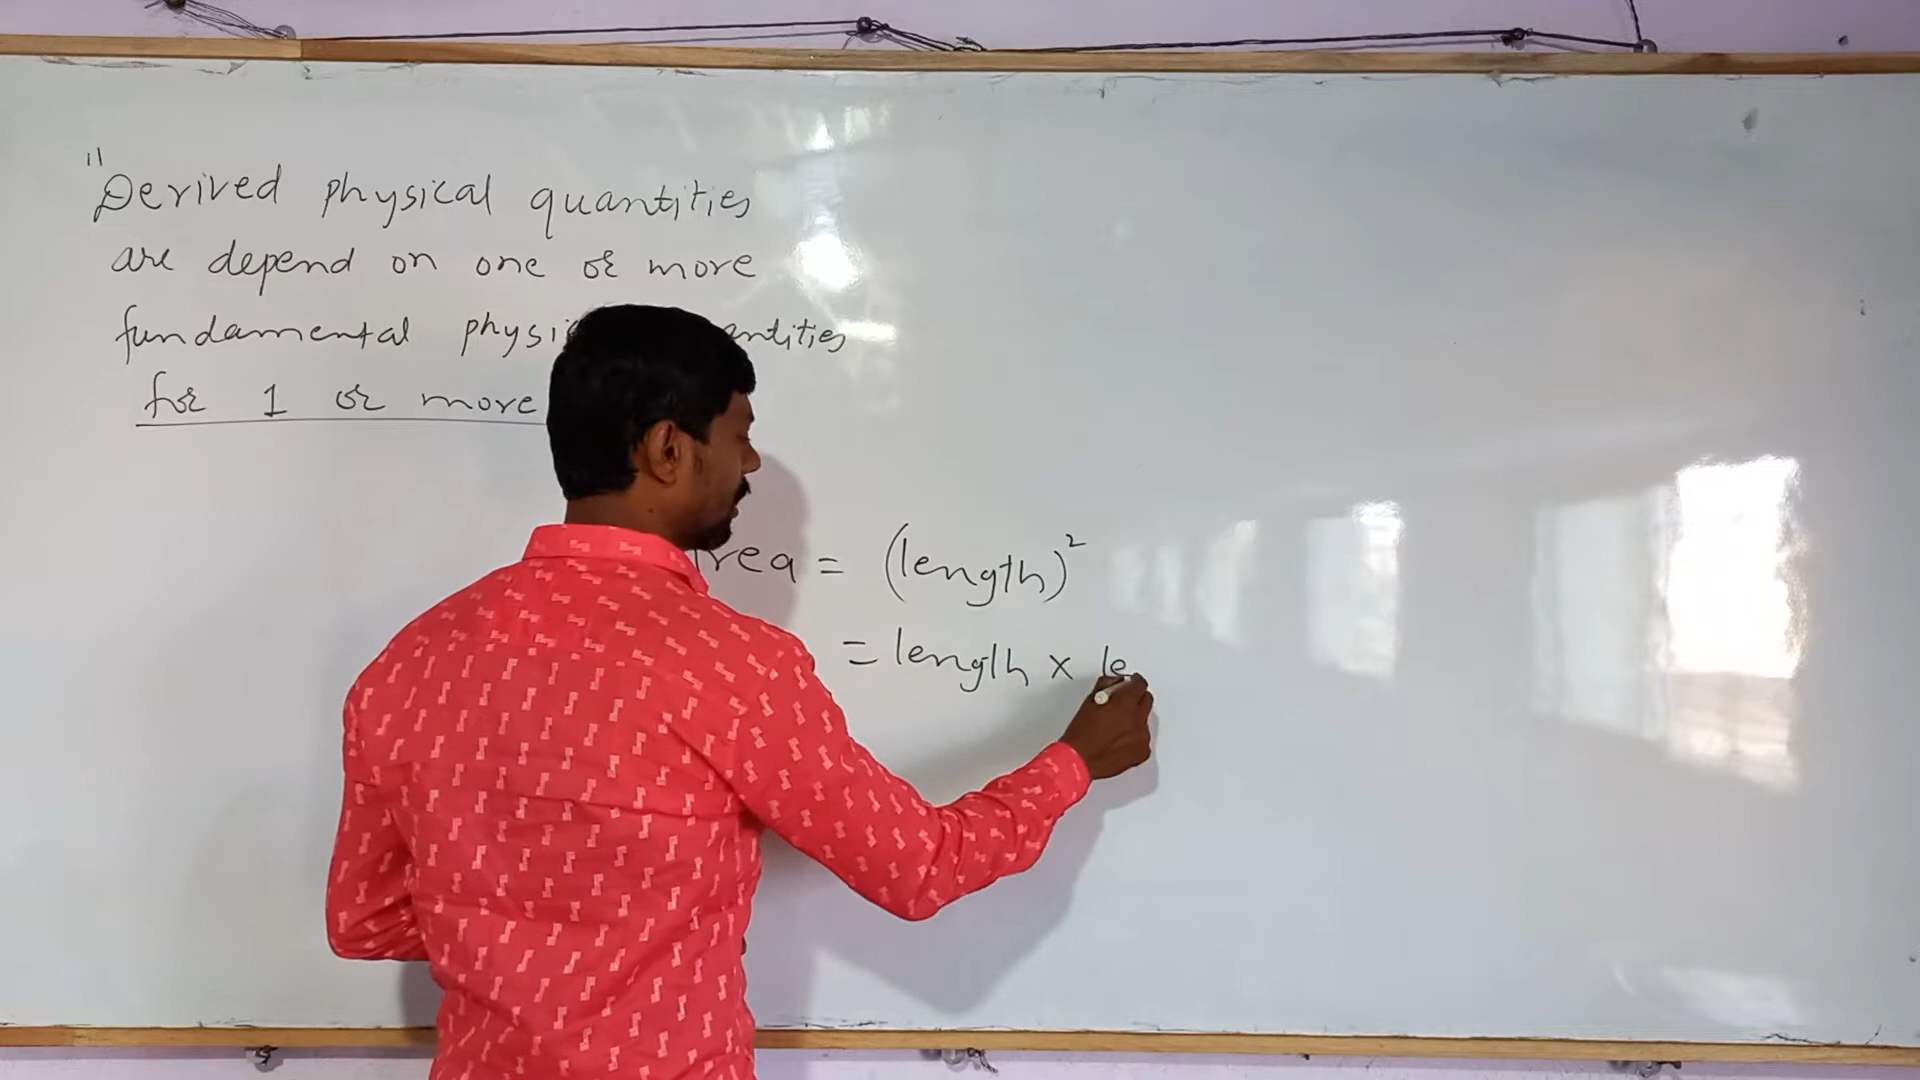 "Derived physical quantities
are depend on one or more
fundamental physi ntities
for 1 or more
rea = (length)²
= length × le